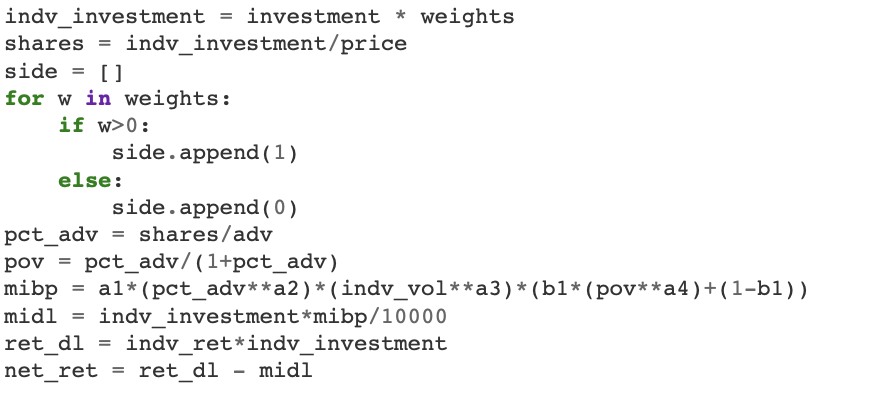 indv_investment = investment * weights
shares = indv_investment/price
side = []
for w in weights:
    if w>0:
        side.append(1)
    else:
        side.append(0)
pct_adv = shares/adv
pov = pct_adv/(1+pct_adv)
mibp = a1*(pct_adv**a2)*(indv_vol**a3)*(b1*(pov**a4)+(1-b1))
midl = indv_investment*mibp/10000
ret_dl = indv_ret*indv_investment
net_ret = ret_dl - midl